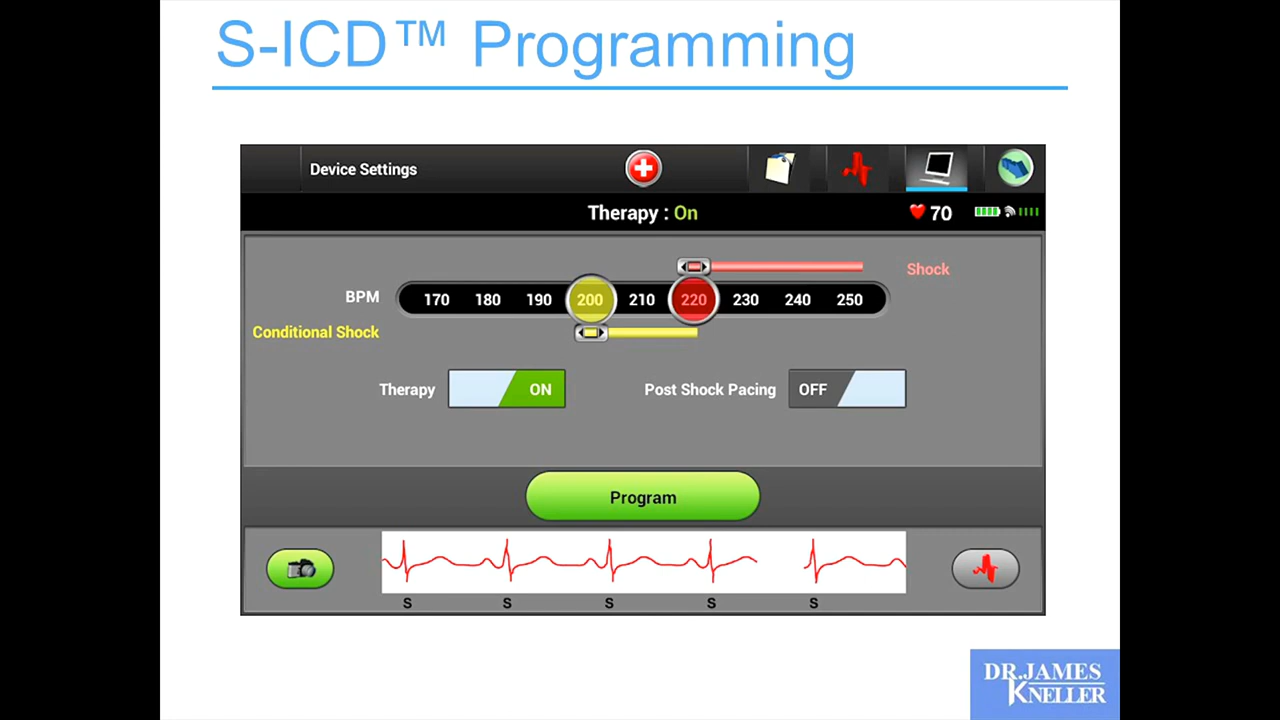 S-ICD™ Programming
Device Settings
Therapy : On
70
Shock
BPM 170 180 190 200 210 220 230 240 250
Conditional Shock
Therapy ON Post Shock Pacing OFF
Program
S S S S S
DR.JAMES
KNELLER